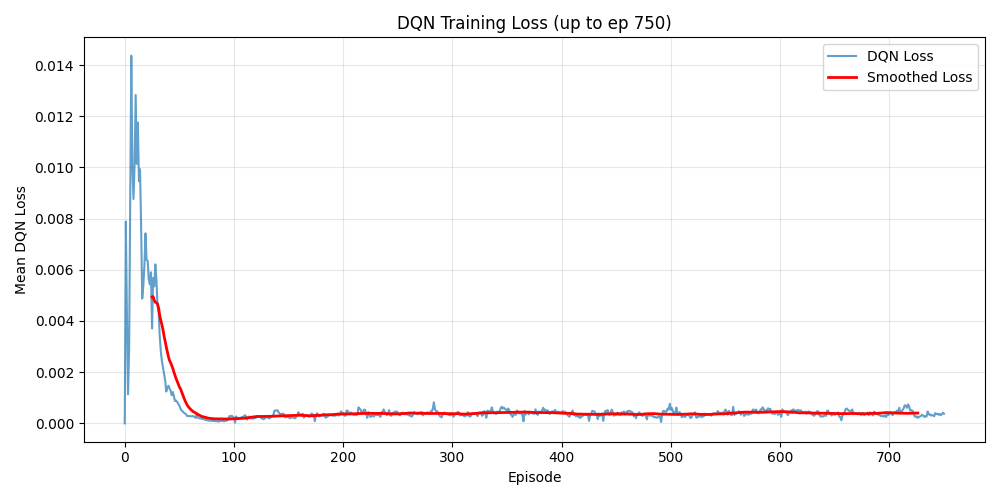 DQN Training Loss (up to ep 750)
DQN Loss
Smoothed Loss
Mean DQN Loss
0.014
0.012
0.010
0.008
0.006
0.004
0.002
0.000
0 100 200 300 400 500 600 700
Episode